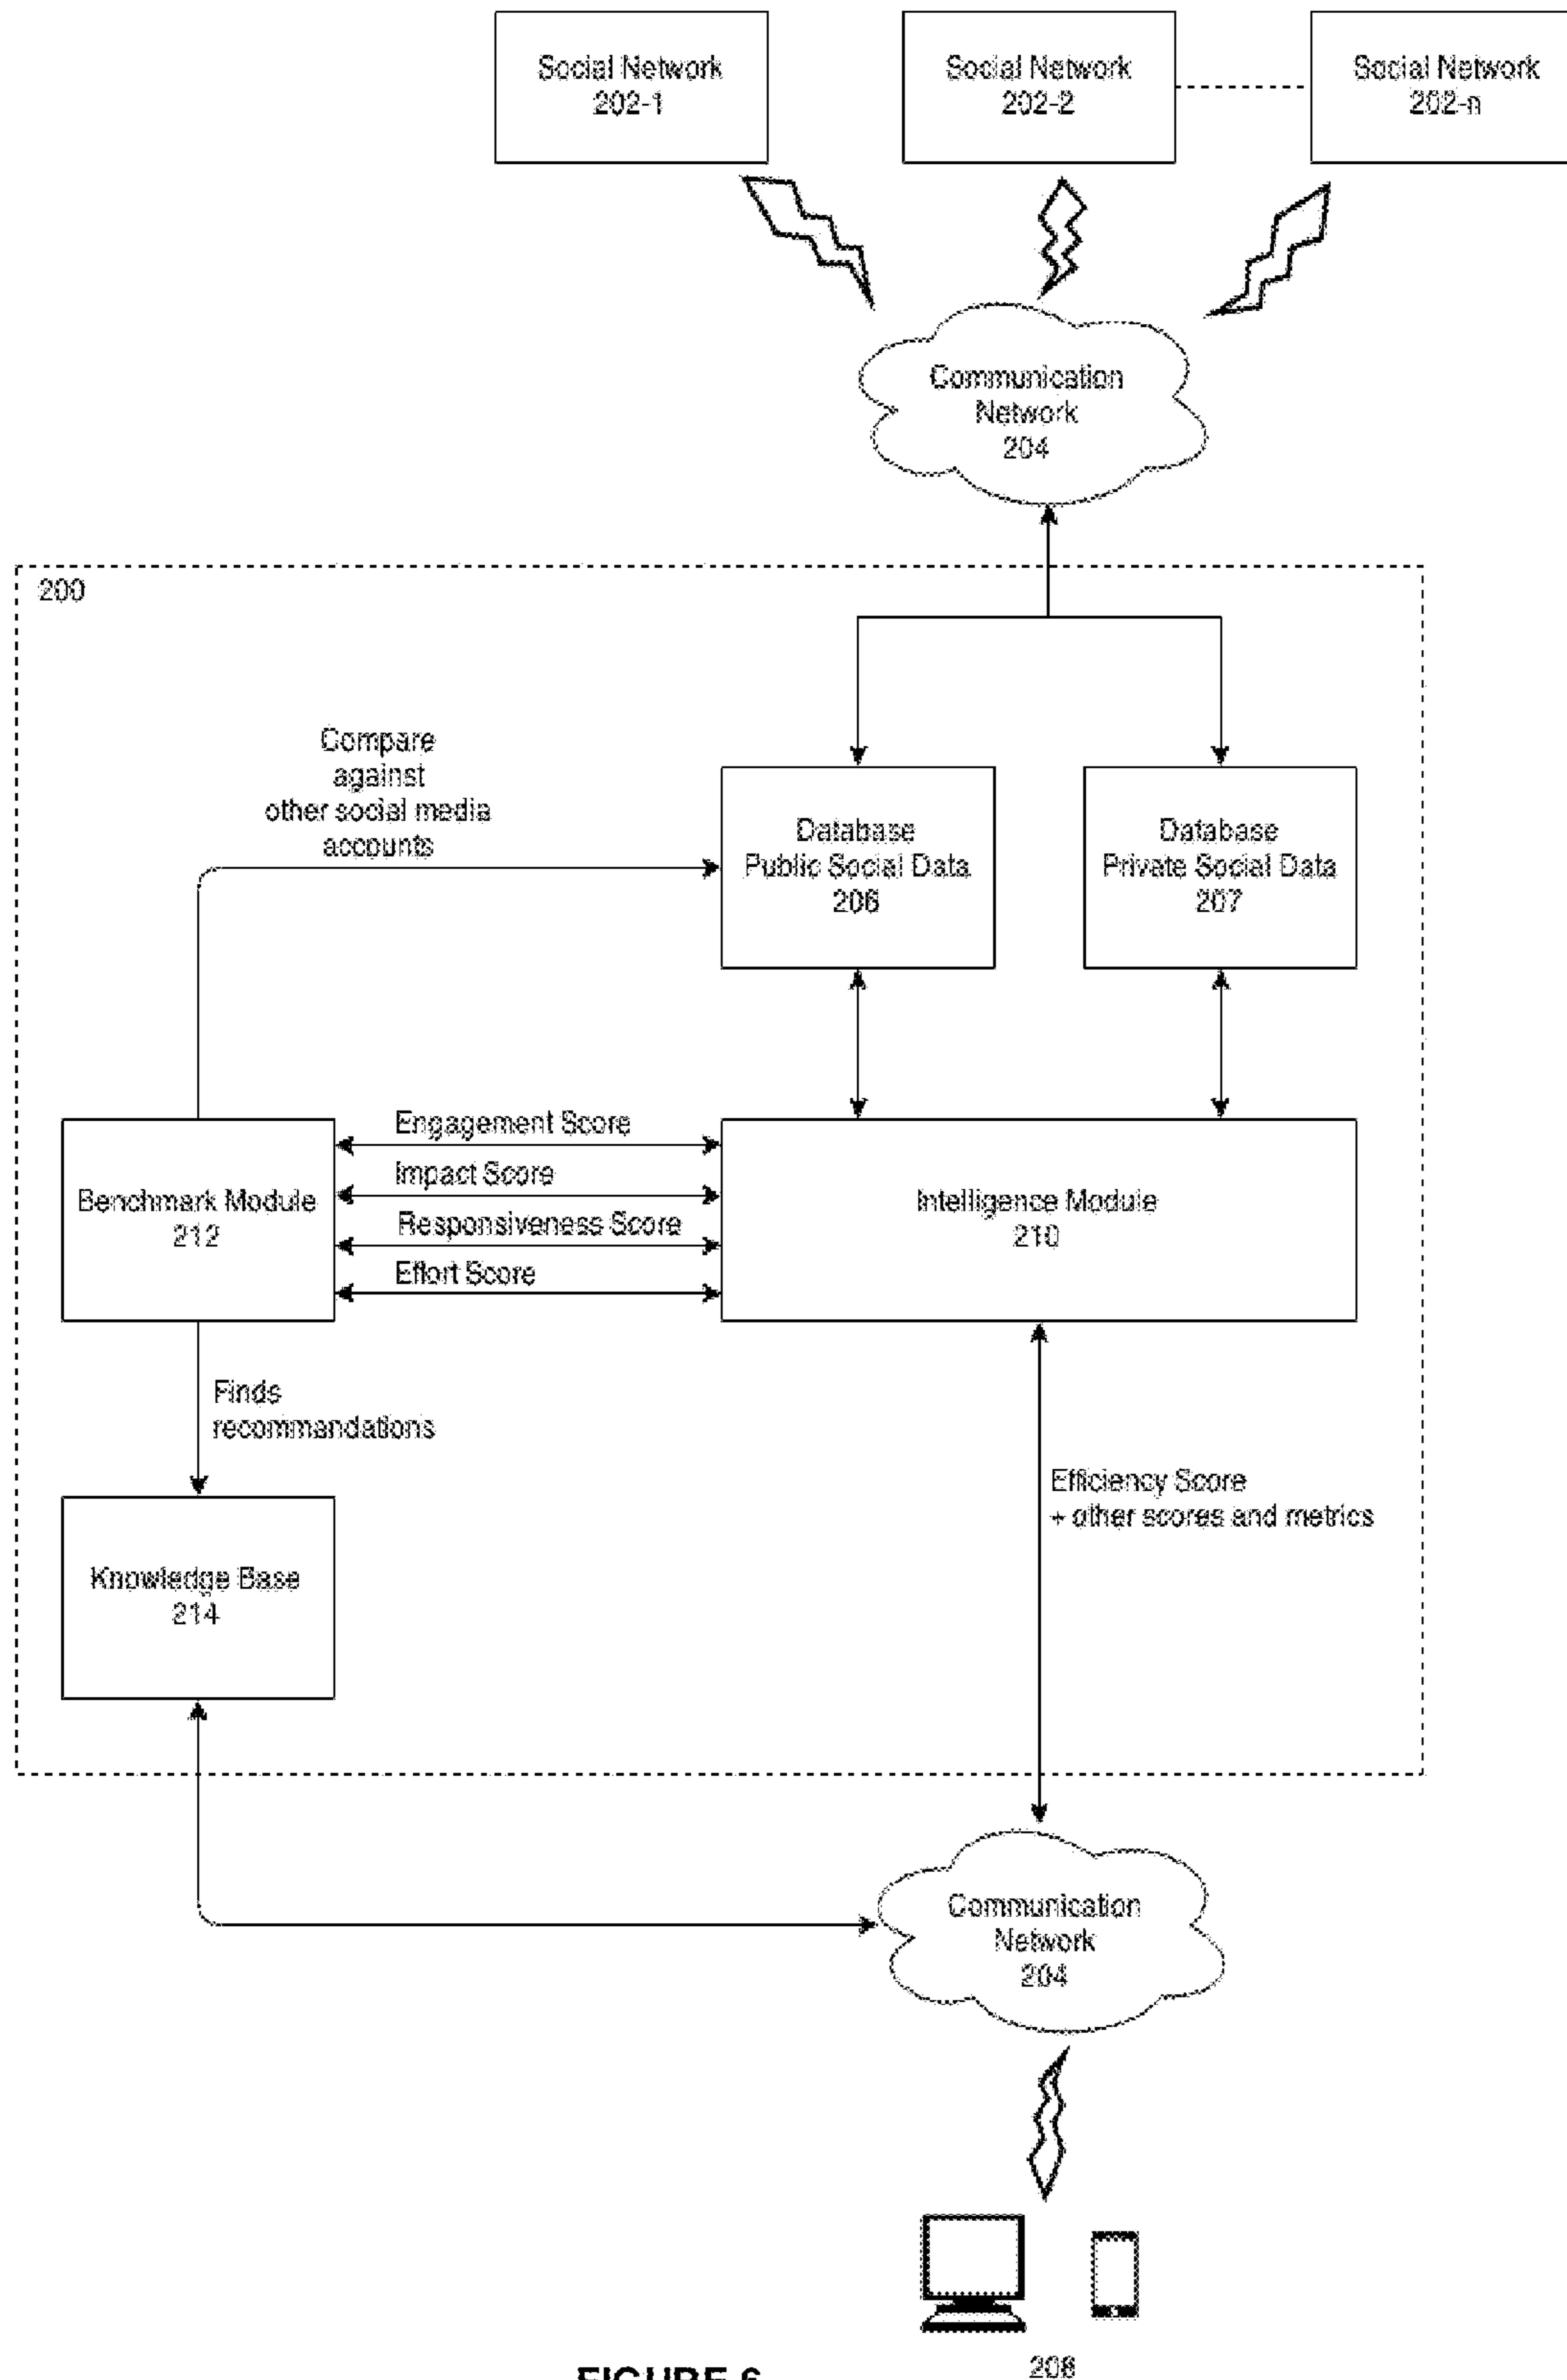 Social Network
202-1
Social Network
202-2
Social Network
202-n
Communication
Network
204
200
Compare
against
other social media
accounts
Database
Public Social Data
206
Database
Private Social Data
207
Benchmark Module
212
Engagement Score
Impact Score
Responsiveness Score
Effort Score
Intelligence Module
210
Finds
recommandations
Efficiency Score
+ other scores and metrics
Knowledge Base
214
Communication
Network
204
208
FIGURE 6